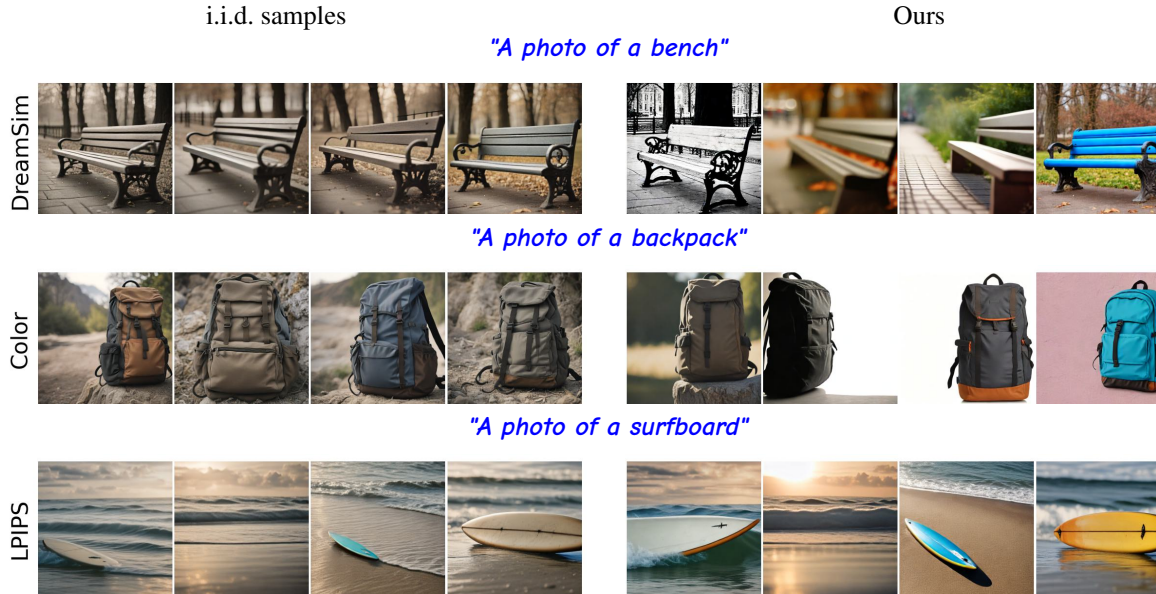 i.i.d. samples
Ours
"A photo of a bench"
DreamSim
"A photo of a backpack"
Color
"A photo of a surfboard"
LPIPS